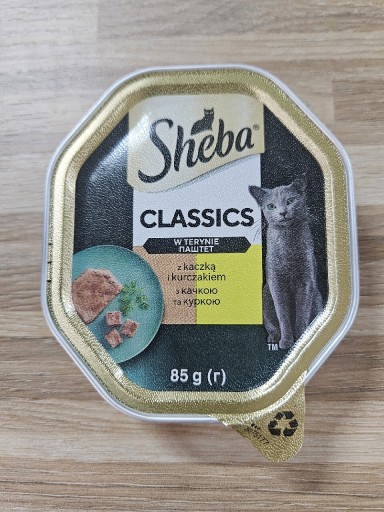 Sheba®
CLASSICS
W TERYNIE
ПАШТЕТ
z kaczką
i kurczakiem
з качкою
та куркою
TM
85 g (г)